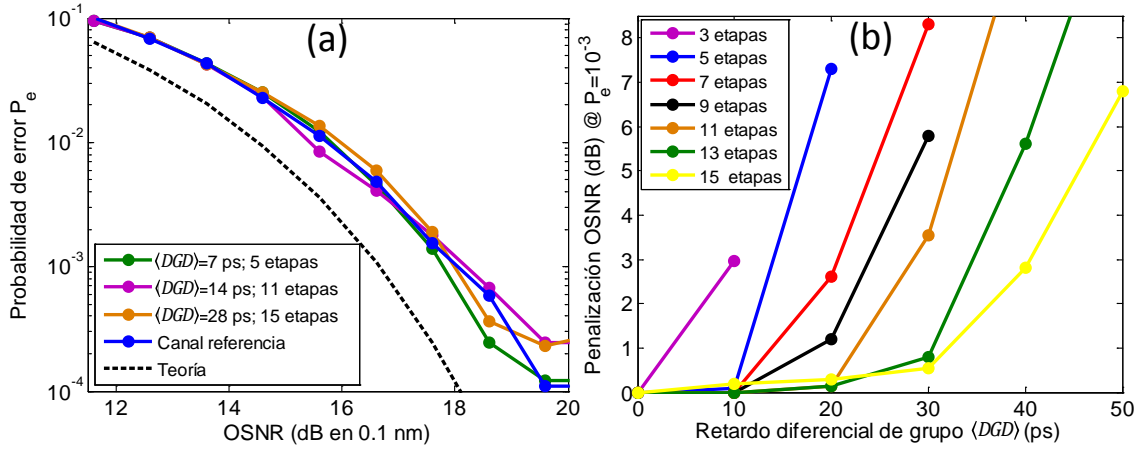 (a)
Probabilidad de error Pₑ
10⁻¹
10⁻²
10⁻³
10⁻⁴
⟨DGD⟩=7 ps; 5 etapas
⟨DGD⟩=14 ps; 11 etapas
⟨DGD⟩=28 ps; 15 etapas
Canal referencia
Teoría
12 14 16 18 20
OSNR (dB en 0.1 nm)
(b)
Penalización OSNR (dB) @ Pₑ=10⁻³
8
7
6
5
4
3
2
1
0
3 etapas
5 etapas
7 etapas
9 etapas
11 etapas
13 etapas
15 etapas
0 10 20 30 40 50
Retardo diferencial de grupo ⟨DGD⟩ (ps)